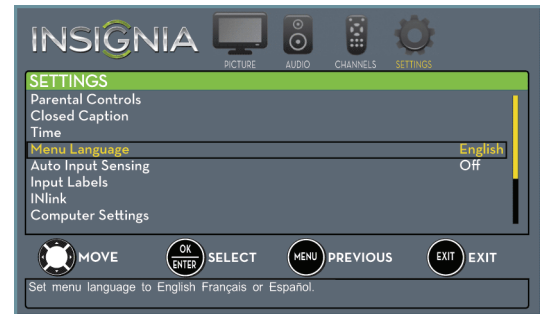 INSIGNIA
PICTURE AUDIO CHANNELS SETTINGS
SETTINGS
Parental Controls
Closed Caption
Time
Menu Language English
Auto Input Sensing Off
Input Labels
INlink
Computer Settings
MOVE OK ENTER SELECT MENU PREVIOUS EXIT EXIT
Set menu language to English Français or Español.